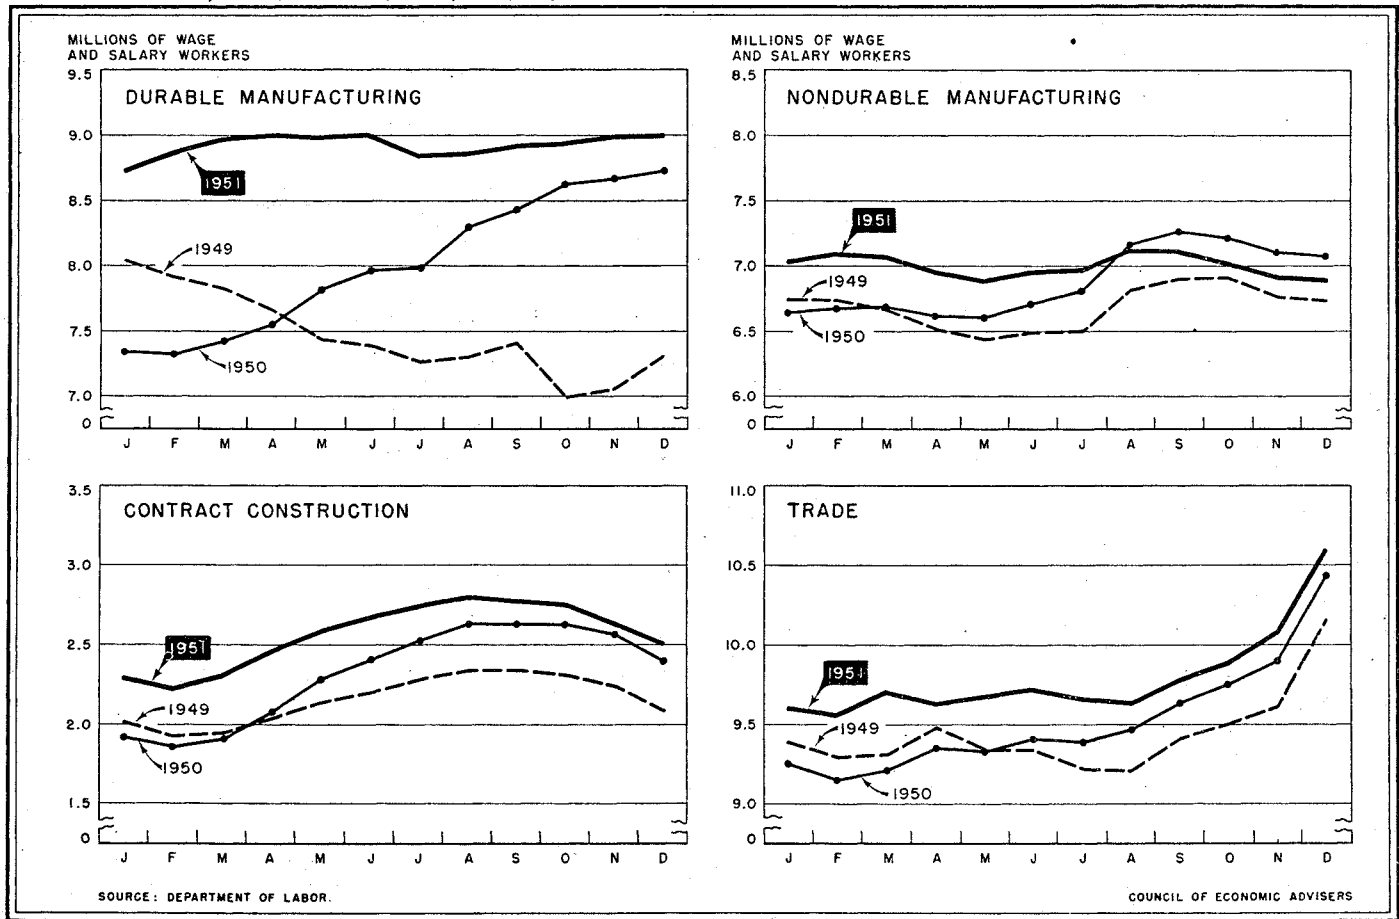 MILLIONS OF WAGE
AND SALARY WORKERS
9.5
9.0
8.5
8.0
7.5
7.0
0
DURABLE MANUFACTURING
1951
1949
1950
J F M A M J J A S O N D
MILLIONS OF WAGE
AND SALARY WORKERS
8.5
8.0
7.5
7.0
6.5
6.0
0
NONDURABLE MANUFACTURING
1951
1949
1950
J F M A M J J A S O N D
3.5
3.0
2.5
2.0
1.5
0
CONTRACT CONSTRUCTION
1951
1949
1950
J F M A M J J A S O N D
11.0
10.5
10.0
9.5
9.0
0
TRADE
1951
1949
1950
J F M A M J J A S O N D
SOURCE: DEPARTMENT OF LABOR.
COUNCIL OF ECONOMIC ADVISERS